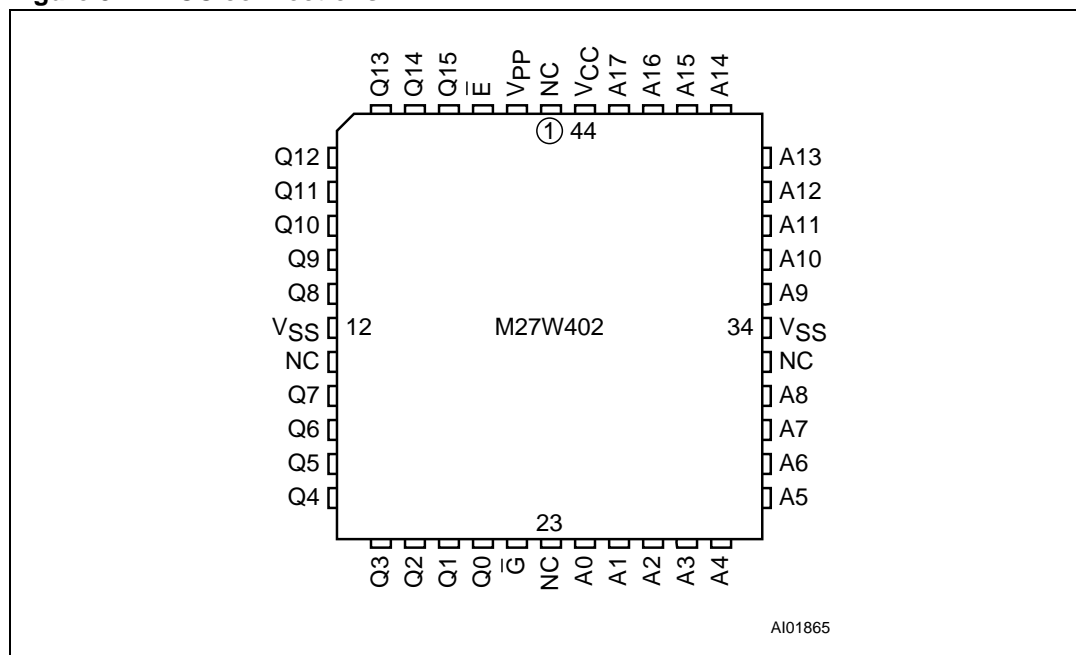 Q13 Q14 Q15 E̅ VPP NC VCC A17 A16 A15 A14
1 44
Q12 A13
Q11 A12
Q10 A11
Q9 A10
Q8 A9
VSS 12 M27W402 34 VSS
NC NC
Q7 A8
Q6 A7
Q5 A6
Q4 A5
23
Q3 Q2 Q1 Q0 G̅ NC A0 A1 A2 A3 A4
AI01865